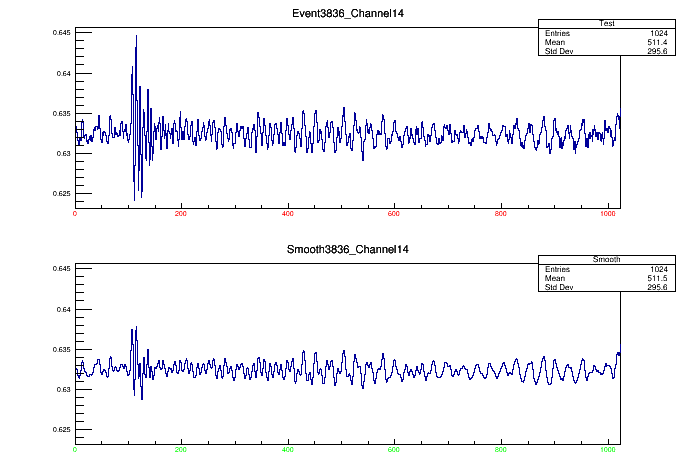 Event3836_Channel14
Test
Entries 1024
Mean 511.4
Std Dev 295.6
0.645
0.64
0.635
0.63
0.625
0 200 400 600 800 1000
Smooth3836_Channel14
Smooth
Entries 1024
Mean 511.5
Std Dev 295.6
0.645
0.64
0.635
0.63
0.625
0 200 400 600 800 1000